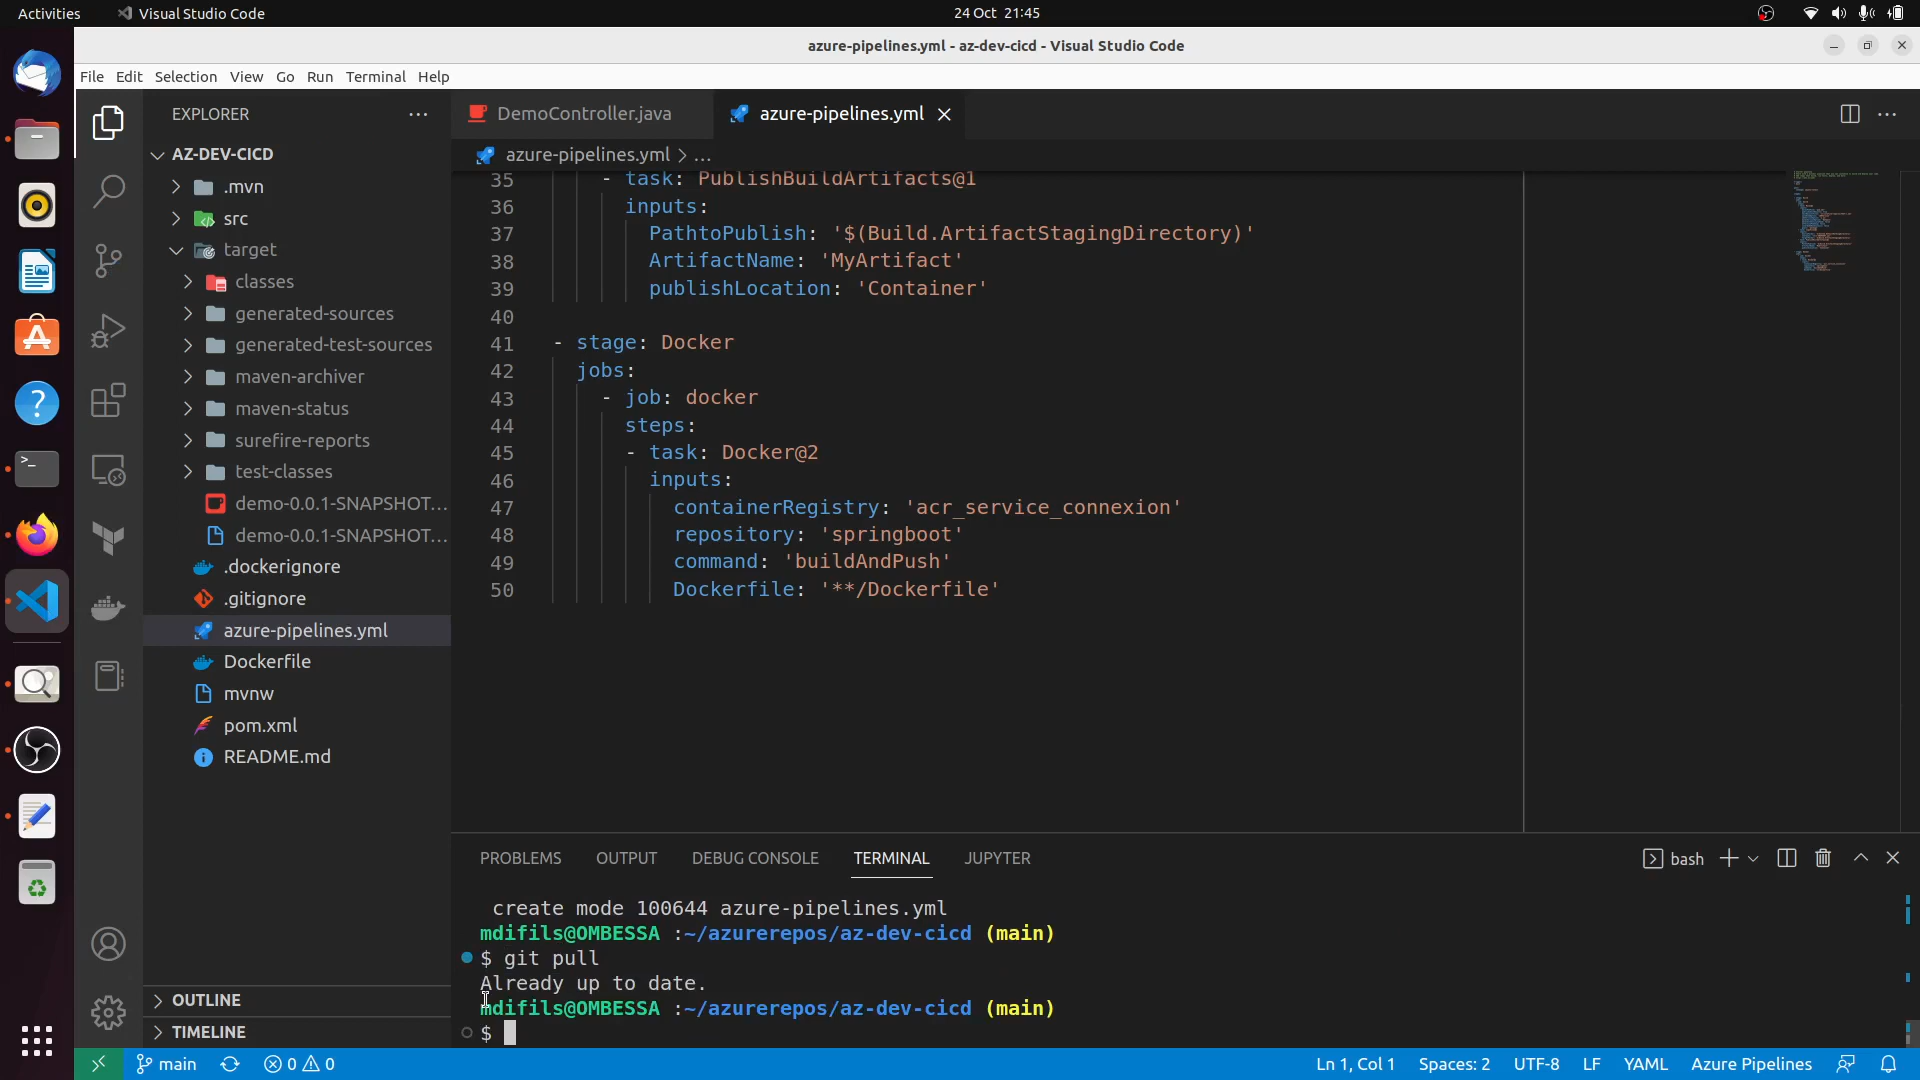 Activities
Visual Studio Code
24 Oct 21:45
azure-pipelines.yml - az-dev-cicd - Visual Studio Code
File Edit Selection View Go Run Terminal Help
EXPLORER
AZ-DEV-CICD
.mvn
src
target
classes
generated-sources
generated-test-sources
maven-archiver
maven-status
surefire-reports
test-classes
demo-0.0.1-SNAPSHOT...
demo-0.0.1-SNAPSHOT...
.dockerignore
.gitignore
azure-pipelines.yml
Dockerfile
mvnw
pom.xml
README.md
OUTLINE
TIMELINE
DemoController.java
azure-pipelines.yml
azure-pipelines.yml > ...
35 - task: PublishBuildArtifacts@1
36 inputs:
37 PathtoPublish: '$(Build.ArtifactStagingDirectory)'
38 ArtifactName: 'MyArtifact'
39 publishLocation: 'Container'
40
41 - stage: Docker
42 jobs:
43 - job: docker
44 steps:
45 - task: Docker@2
46 inputs:
47 containerRegistry: 'acr_service_connexion'
48 repository: 'springboot'
49 command: 'buildAndPush'
50 Dockerfile: '**/Dockerfile'
PROBLEMS OUTPUT DEBUG CONSOLE TERMINAL JUPYTER
bash
create mode 100644 azure-pipelines.yml
mdifils@OMBESSA :~/azurerepos/az-dev-cicd (main)
$ git pull
Already up to date.
mdifils@OMBESSA :~/azurerepos/az-dev-cicd (main)
$
main
0 0
Ln 1, Col 1 Spaces: 2 UTF-8 LF YAML Azure Pipelines